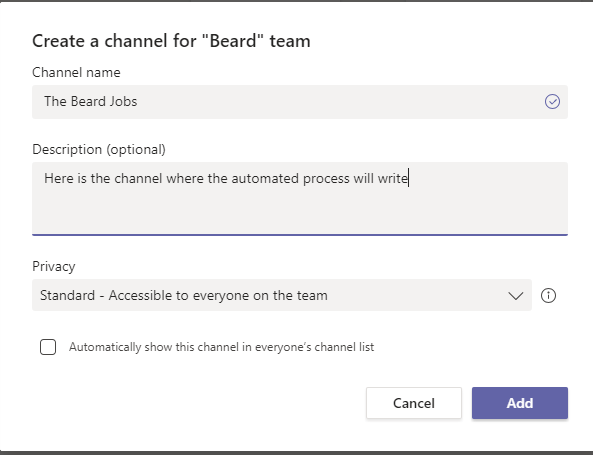 Create a channel for "Beard" team
Channel name
The Beard Jobs
Description (optional)
Here is the channel where the automated process will write
Privacy
Standard - Accessible to everyone on the team
Automatically show this channel in everyone's channel list
Cancel
Add